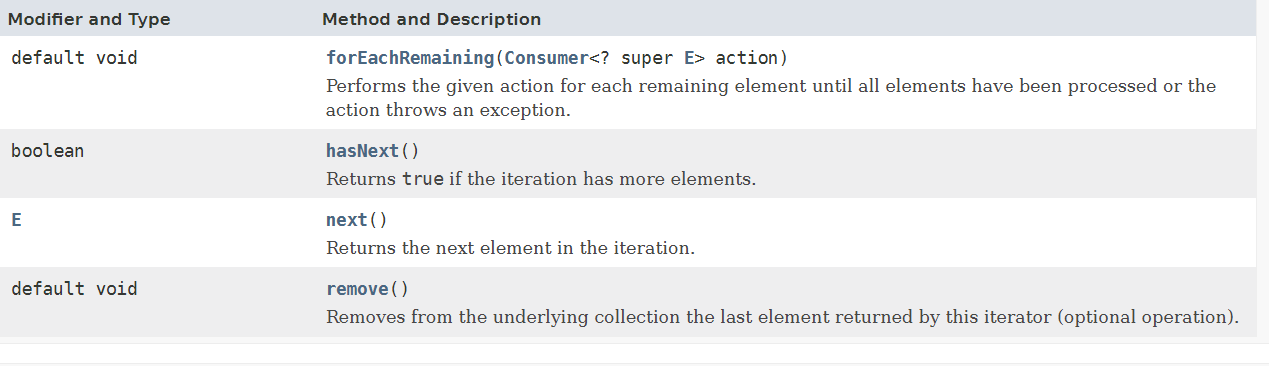 Modifier and Type Method and Description
default void forEachRemaining(Consumer<? super E> action)
Performs the given action for each remaining element until all elements have been processed or the
action throws an exception.
boolean hasNext()
Returns true if the iteration has more elements.
E next()
Returns the next element in the iteration.
default void remove()
Removes from the underlying collection the last element returned by this iterator (optional operation).